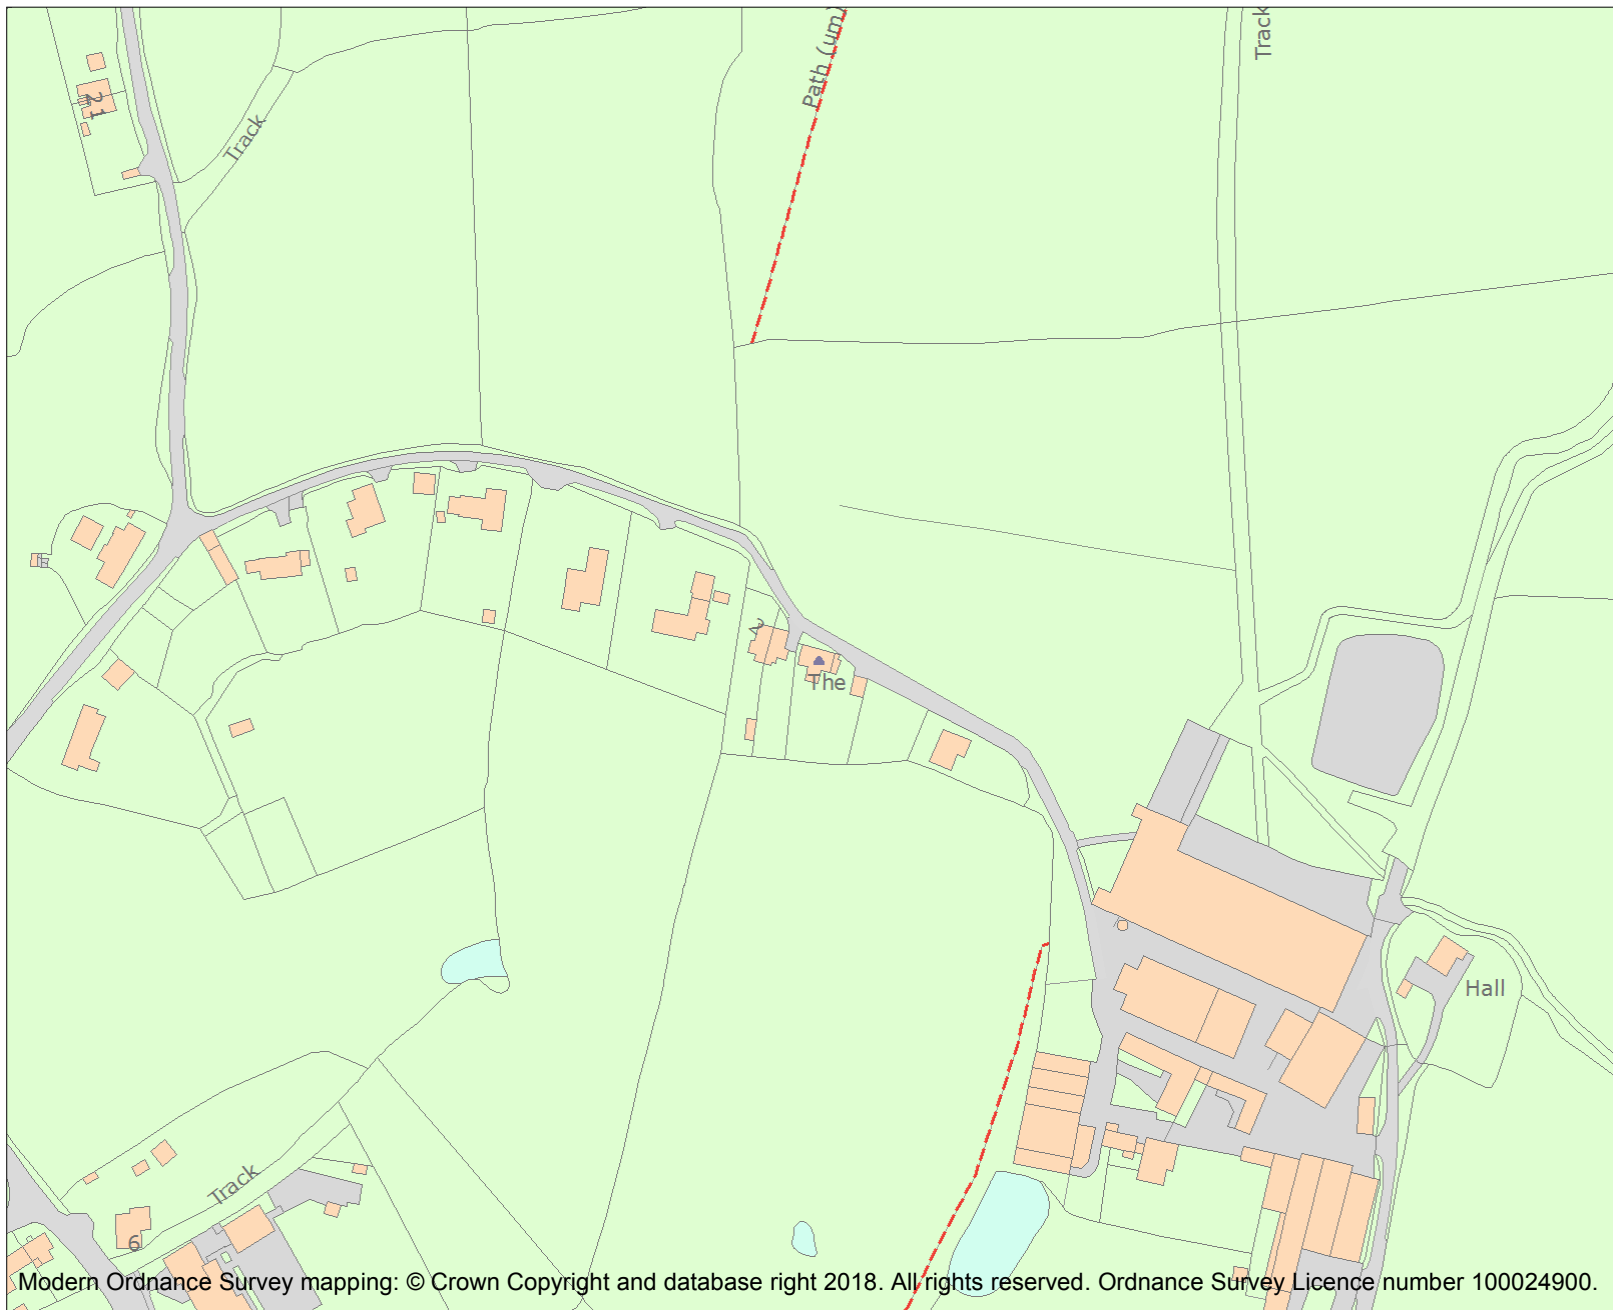 Path (um)
Track
21
Track
2
The
Hall
Track
6
Modern Ordnance Survey mapping: © Crown Copyright and database right 2018. All rights reserved. Ordnance Survey Licence number 100024900.